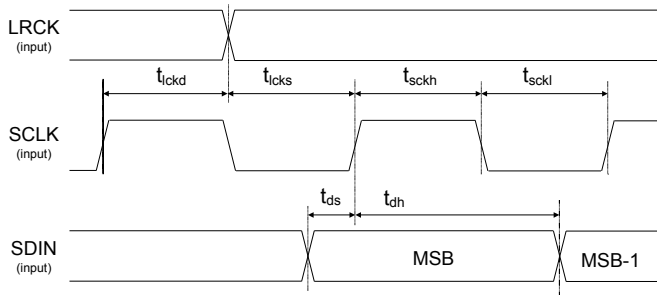 LRCK
(input)
t_lckd
t_lcks
t_sckh
t_sckl
SCLK
(input)
t_ds
t_dh
SDIN
(input)
MSB
MSB-1